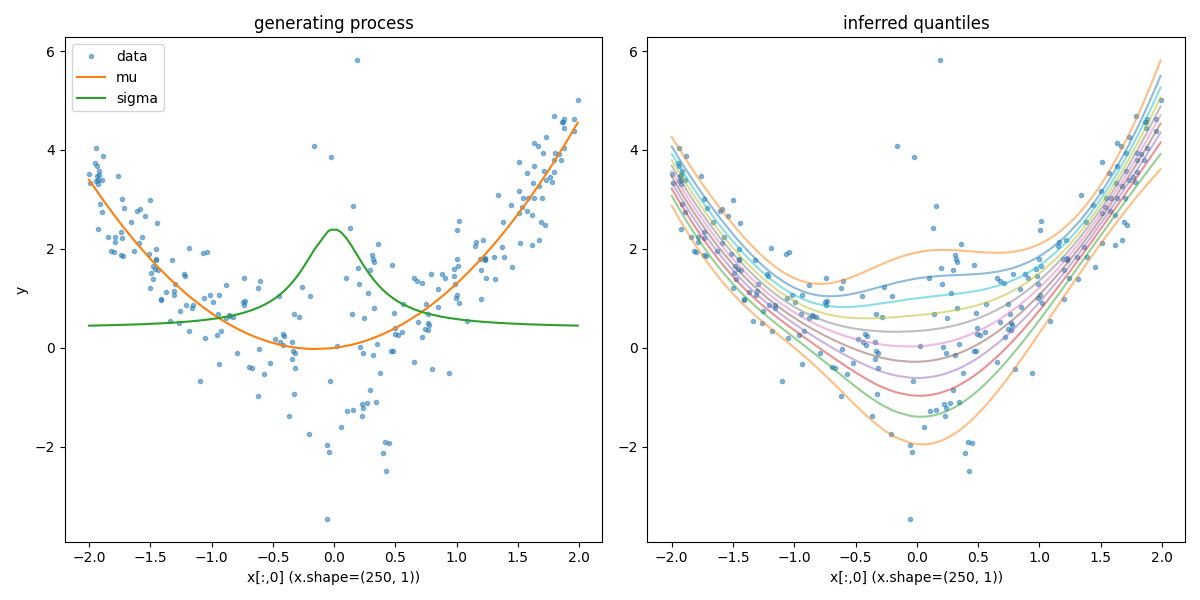 generating process
data
mu
sigma
y
6
4
2
0
−2
−2.0 −1.5 −1.0 −0.5 0.0 0.5 1.0 1.5 2.0
x[:,0] (x.shape=(250, 1))
inferred quantiles
6
4
2
0
−2
−2.0 −1.5 −1.0 −0.5 0.0 0.5 1.0 1.5 2.0
x[:,0] (x.shape=(250, 1))